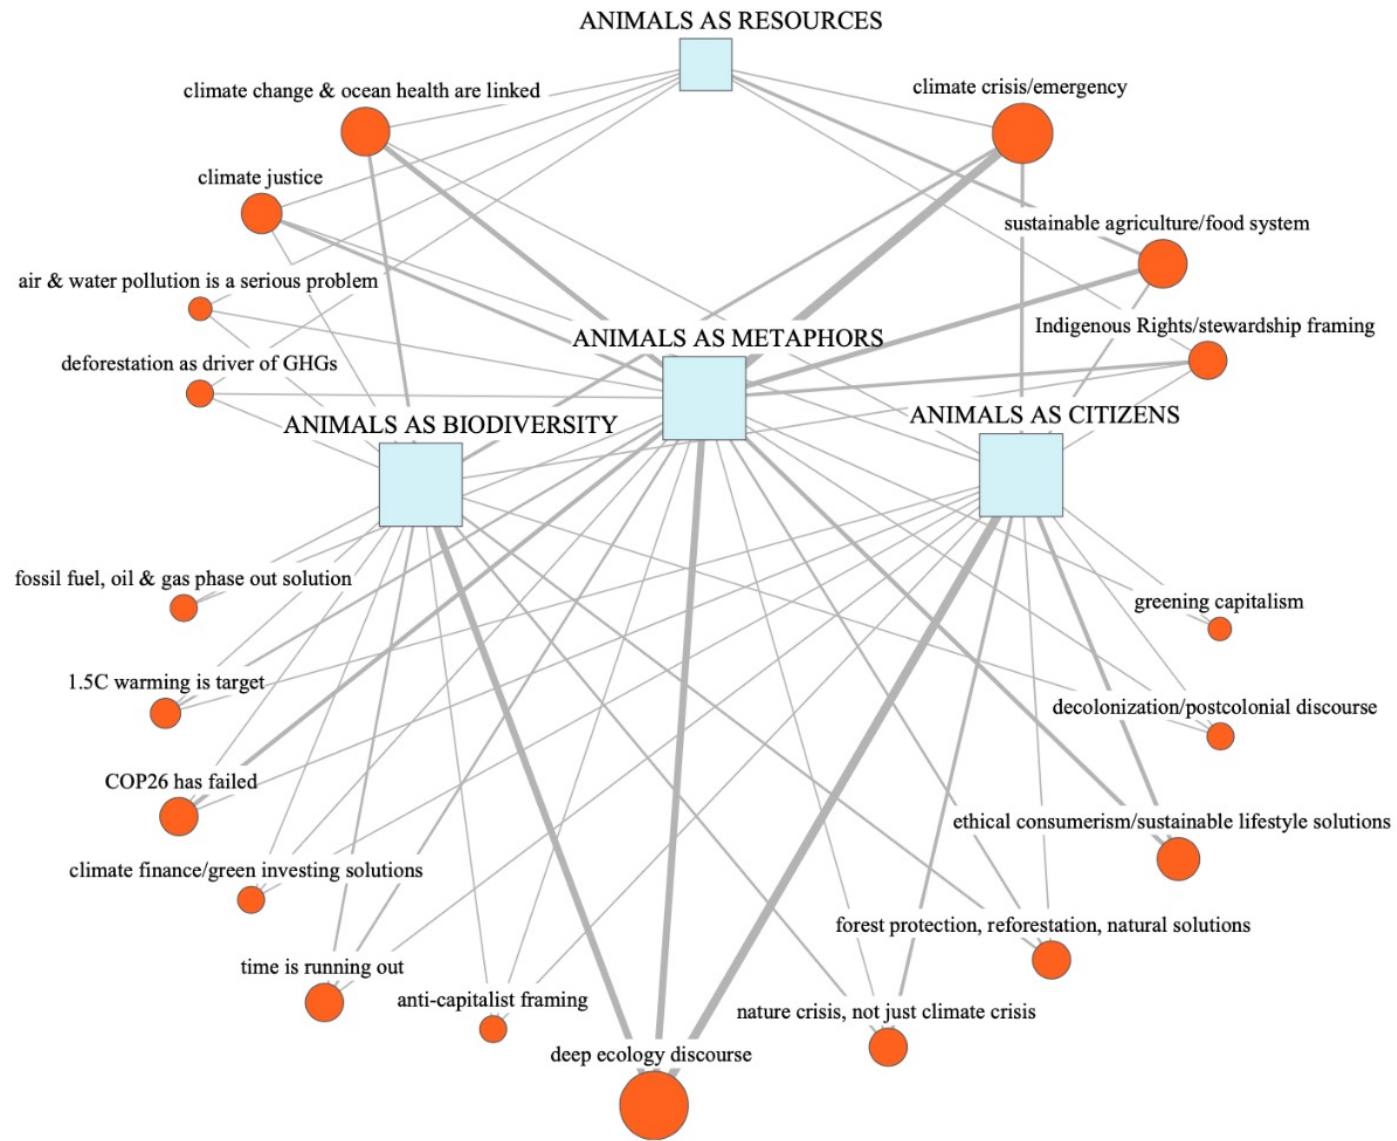 ANIMALS AS RESOURCES
climate change & ocean health are linked
climate crisis/emergency
climate justice
sustainable agriculture/food system
air & water pollution is a serious problem
Indigenous Rights/stewardship framing
ANIMALS AS METAPHORS
deforestation as driver of GHGs
ANIMALS AS BIODIVERSITY
ANIMALS AS CITIZENS
fossil fuel, oil & gas phase out solution
greening capitalism
1.5C warming is target
decolonization/postcolonial discourse
COP26 has failed
ethical consumerism/sustainable lifestyle solutions
climate finance/green investing solutions
forest protection, reforestation, natural solutions
time is running out
anti-capitalist framing
nature crisis, not just climate crisis
deep ecology discourse